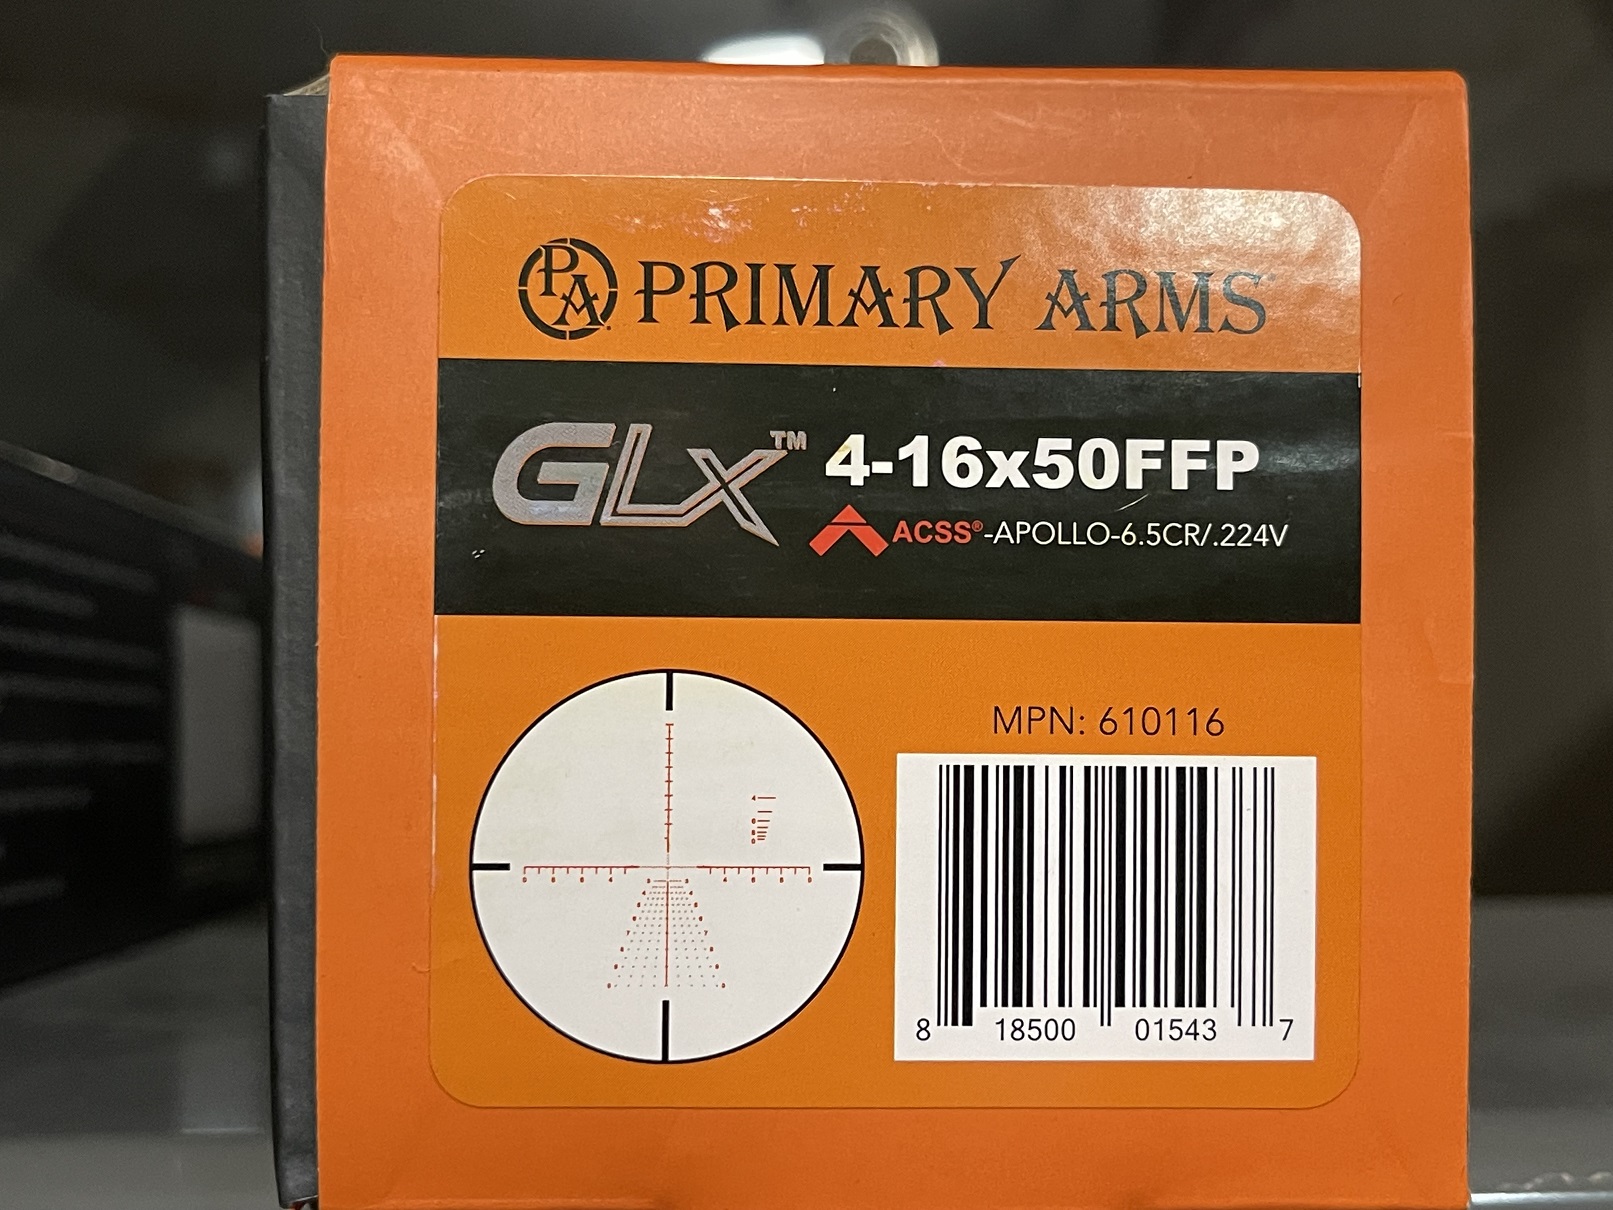 PA PRIMARY ARMS
GLX™ 4-16x50FFP
ACSS®-APOLLO-6.5CR/.224V
MPN: 610116
8 18500 01543 7